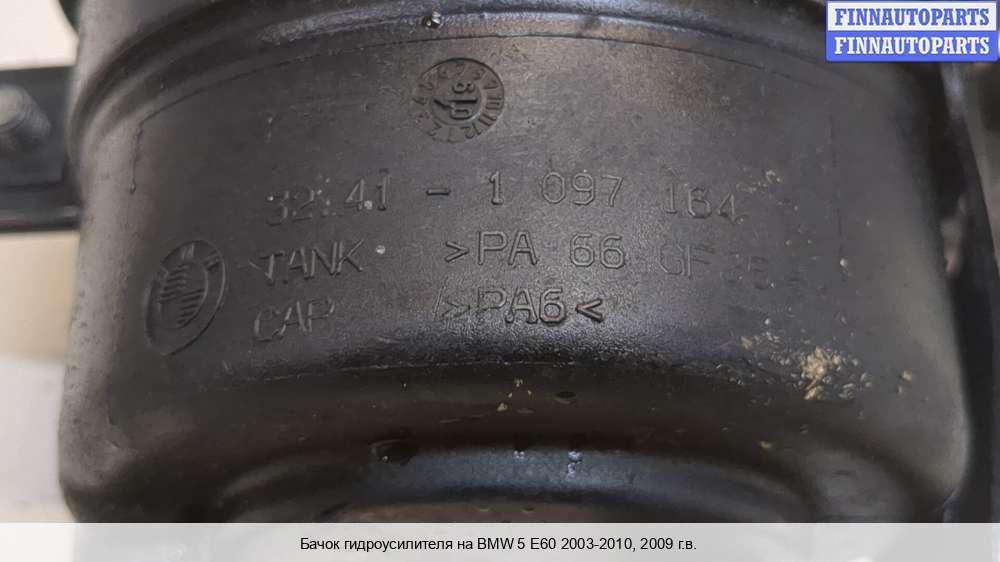 FINNAUTOPARTS
FINNAUTOPARTS
32.41 - 1 097 164
TANK >PA 66 GF
CAP >PA6<
Бачок гидроусилителя на BMW 5 E60 2003-2010, 2009 г.в.